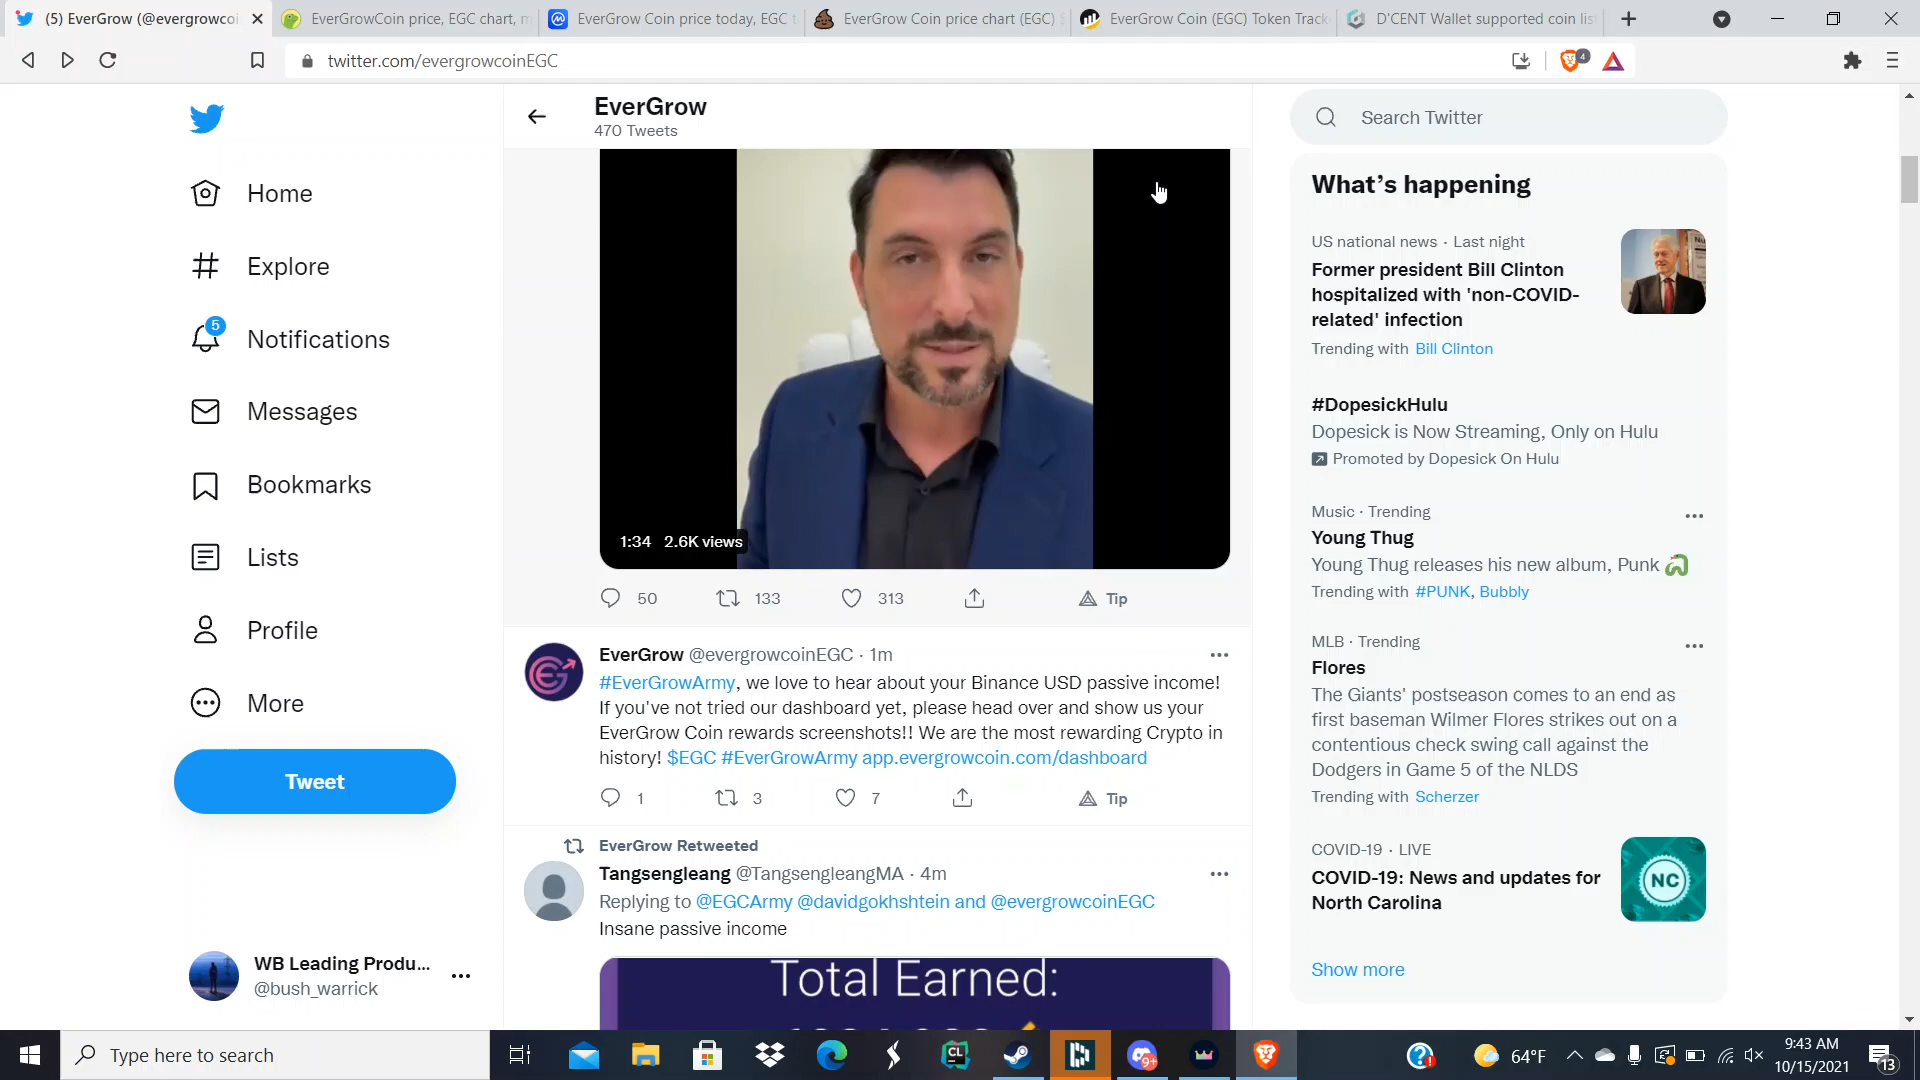 (5) EverGrow (@evergrowcoi
EverGrowCoin price, EGC chart, m
EverGrow Coin price today, EGC t
EverGrow Coin price chart (EGC)
EverGrow Coin (EGC) Token Track
D'CENT Wallet supported coin lis
twitter.com/evergrowcoinEGC
4
EverGrow
470 Tweets
Search Twitter
Home
Explore
5
Notifications
Messages
Bookmarks
Lists
Profile
More
Tweet
WB Leading Produ...
@bush_warrick
1:34 2.6K views
50
133
313
Tip
EverGrow @evergrowcoinEGC · 1m
#EverGrowArmy, we love to hear about your Binance USD passive income!
If you've not tried our dashboard yet, please head over and show us your
EverGrow Coin rewards screenshots!! We are the most rewarding Crypto in
history! $EGC #EverGrowArmy app.evergrowcoin.com/dashboard
1
3
7
Tip
EverGrow Retweeted
Tangsengleang @TangsengleangMA · 4m
Replying to @EGCArmy @davidgokhshtein and @evergrowcoinEGC
Insane passive income
Total Earned:
What's happening
US national news · Last night
Former president Bill Clinton
hospitalized with 'non-COVID-
related' infection
Trending with Bill Clinton
#DopesickHulu
Dopesick is Now Streaming, Only on Hulu
Promoted by Dopesick On Hulu
Music · Trending
Young Thug
Young Thug releases his new album, Punk
Trending with #PUNK, Bubbly
MLB · Trending
Flores
The Giants' postseason comes to an end as
first baseman Wilmer Flores strikes out on a
contentious check swing call against the
Dodgers in Game 5 of the NLDS
Trending with Scherzer
COVID-19 · LIVE
COVID-19: News and updates for
North Carolina
NC
Show more
Type here to search
CL
9+
64°F
9:43 AM
10/15/2021
13